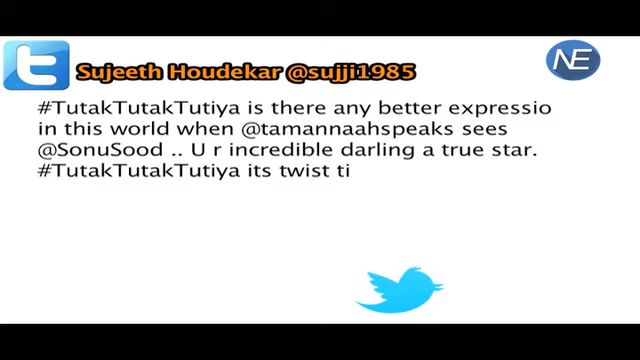 Sujeeth Houdekar @sujji1985
NE
#TutakTutakTutiya is there any better expressio
in this world when @tamannaahspeaks sees
@SonuSood .. U r incredible darling a true star.
#TutakTutakTutiya its twist ti